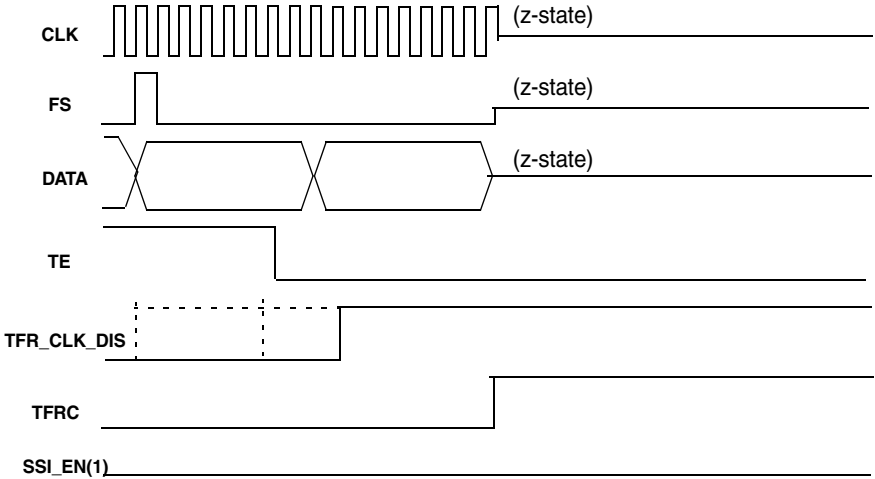 CLK
(z-state)
FS
(z-state)
DATA
(z-state)
TE
TFR_CLK_DIS
TFRC
SSI_EN(1)